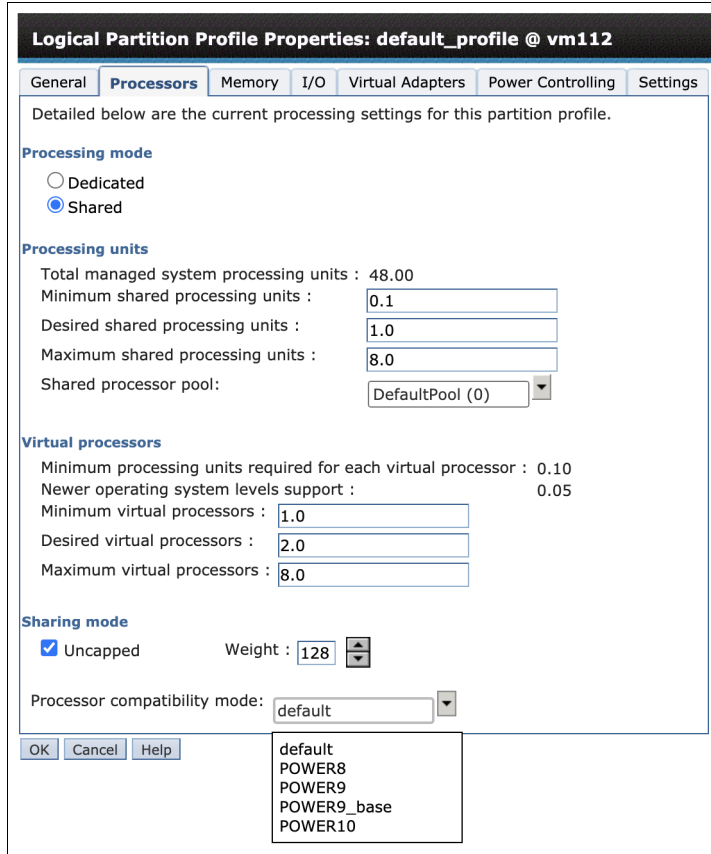 Logical Partition Profile Properties: default_profile @ vm112
General Processors Memory I/O Virtual Adapters Power Controlling Settings
Detailed below are the current processing settings for this partition profile.
Processing mode
Dedicated
Shared
Processing units
Total managed system processing units : 48.00
Minimum shared processing units : 0.1
Desired shared processing units : 1.0
Maximum shared processing units : 8.0
Shared processor pool: DefaultPool (0)
Virtual processors
Minimum processing units required for each virtual processor : 0.10
Newer operating system levels support : 0.05
Minimum virtual processors : 1.0
Desired virtual processors : 2.0
Maximum virtual processors : 8.0
Sharing mode
Uncapped Weight : 128
Processor compatibility mode: default
OK Cancel Help
default
POWER8
POWER9
POWER9_base
POWER10